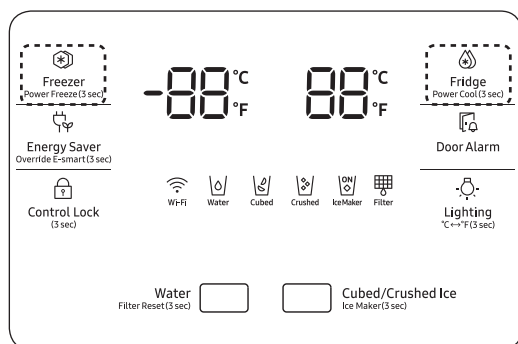 Freezer
Power Freeze(3 sec)
Energy Saver
Override E-smart(3 sec)
Control Lock
(3 sec)
-88 °C
°F
88 °C
°F
Wi-Fi
Water
Cubed
Crushed
ON
Ice Maker
Filter
Fridge
Power Cool(3 sec)
Door Alarm
Lighting
°C↔°F(3 sec)
Water
Filter Reset(3 sec)
Cubed/Crushed Ice
Ice Maker(3 sec)